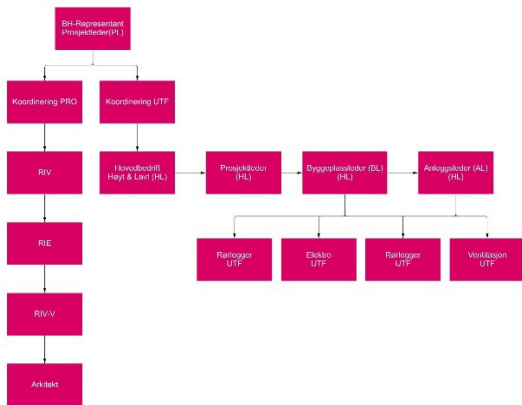 BH-Representant
Prosjektleder(PL)
Koordinering PRO
Koordinering UTF
RIV
Hovedbedrift
Høyt & Lavt (HL)
Prosjektleder
(HL)
Byggeplassleder (BL)
(HL)
Anleggsleder (AL)
(HL)
RIE
Rørlegger
UTF
Elektro
UTF
Rørlegger
UTF
Ventilasjon
UTF
RIV-V
Arkitekt